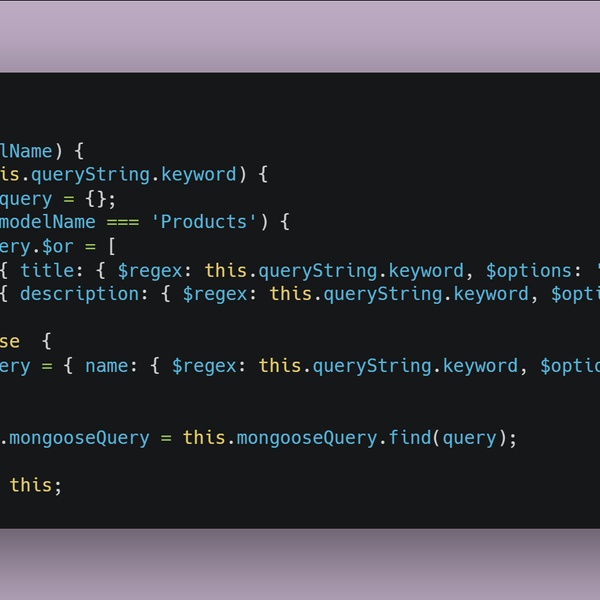 lName) {
is.queryString.keyword) {
query = {};
modelName === 'Products') {
ery.$or = [
{ title: { $regex: this.queryString.keyword, $options: '
{ description: { $regex: this.queryString.keyword, $opti
se  {
ery = { name: { $regex: this.queryString.keyword, $optio
.mongooseQuery = this.mongooseQuery.find(query);
this;